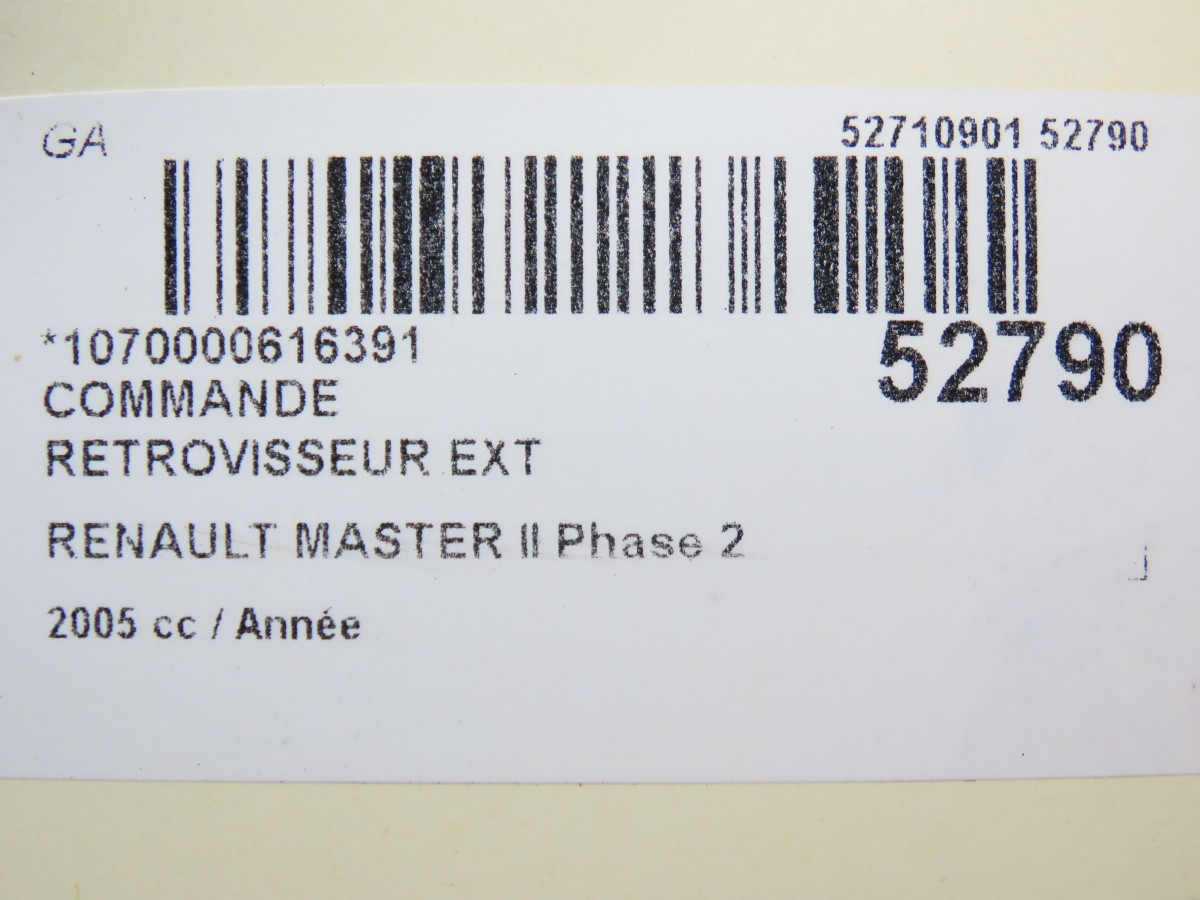 GA 52710901 52790
*1070000616391
52790
COMMANDE
RETROVISSEUR EXT
RENAULT MASTER II Phase 2
2005 cc / Année